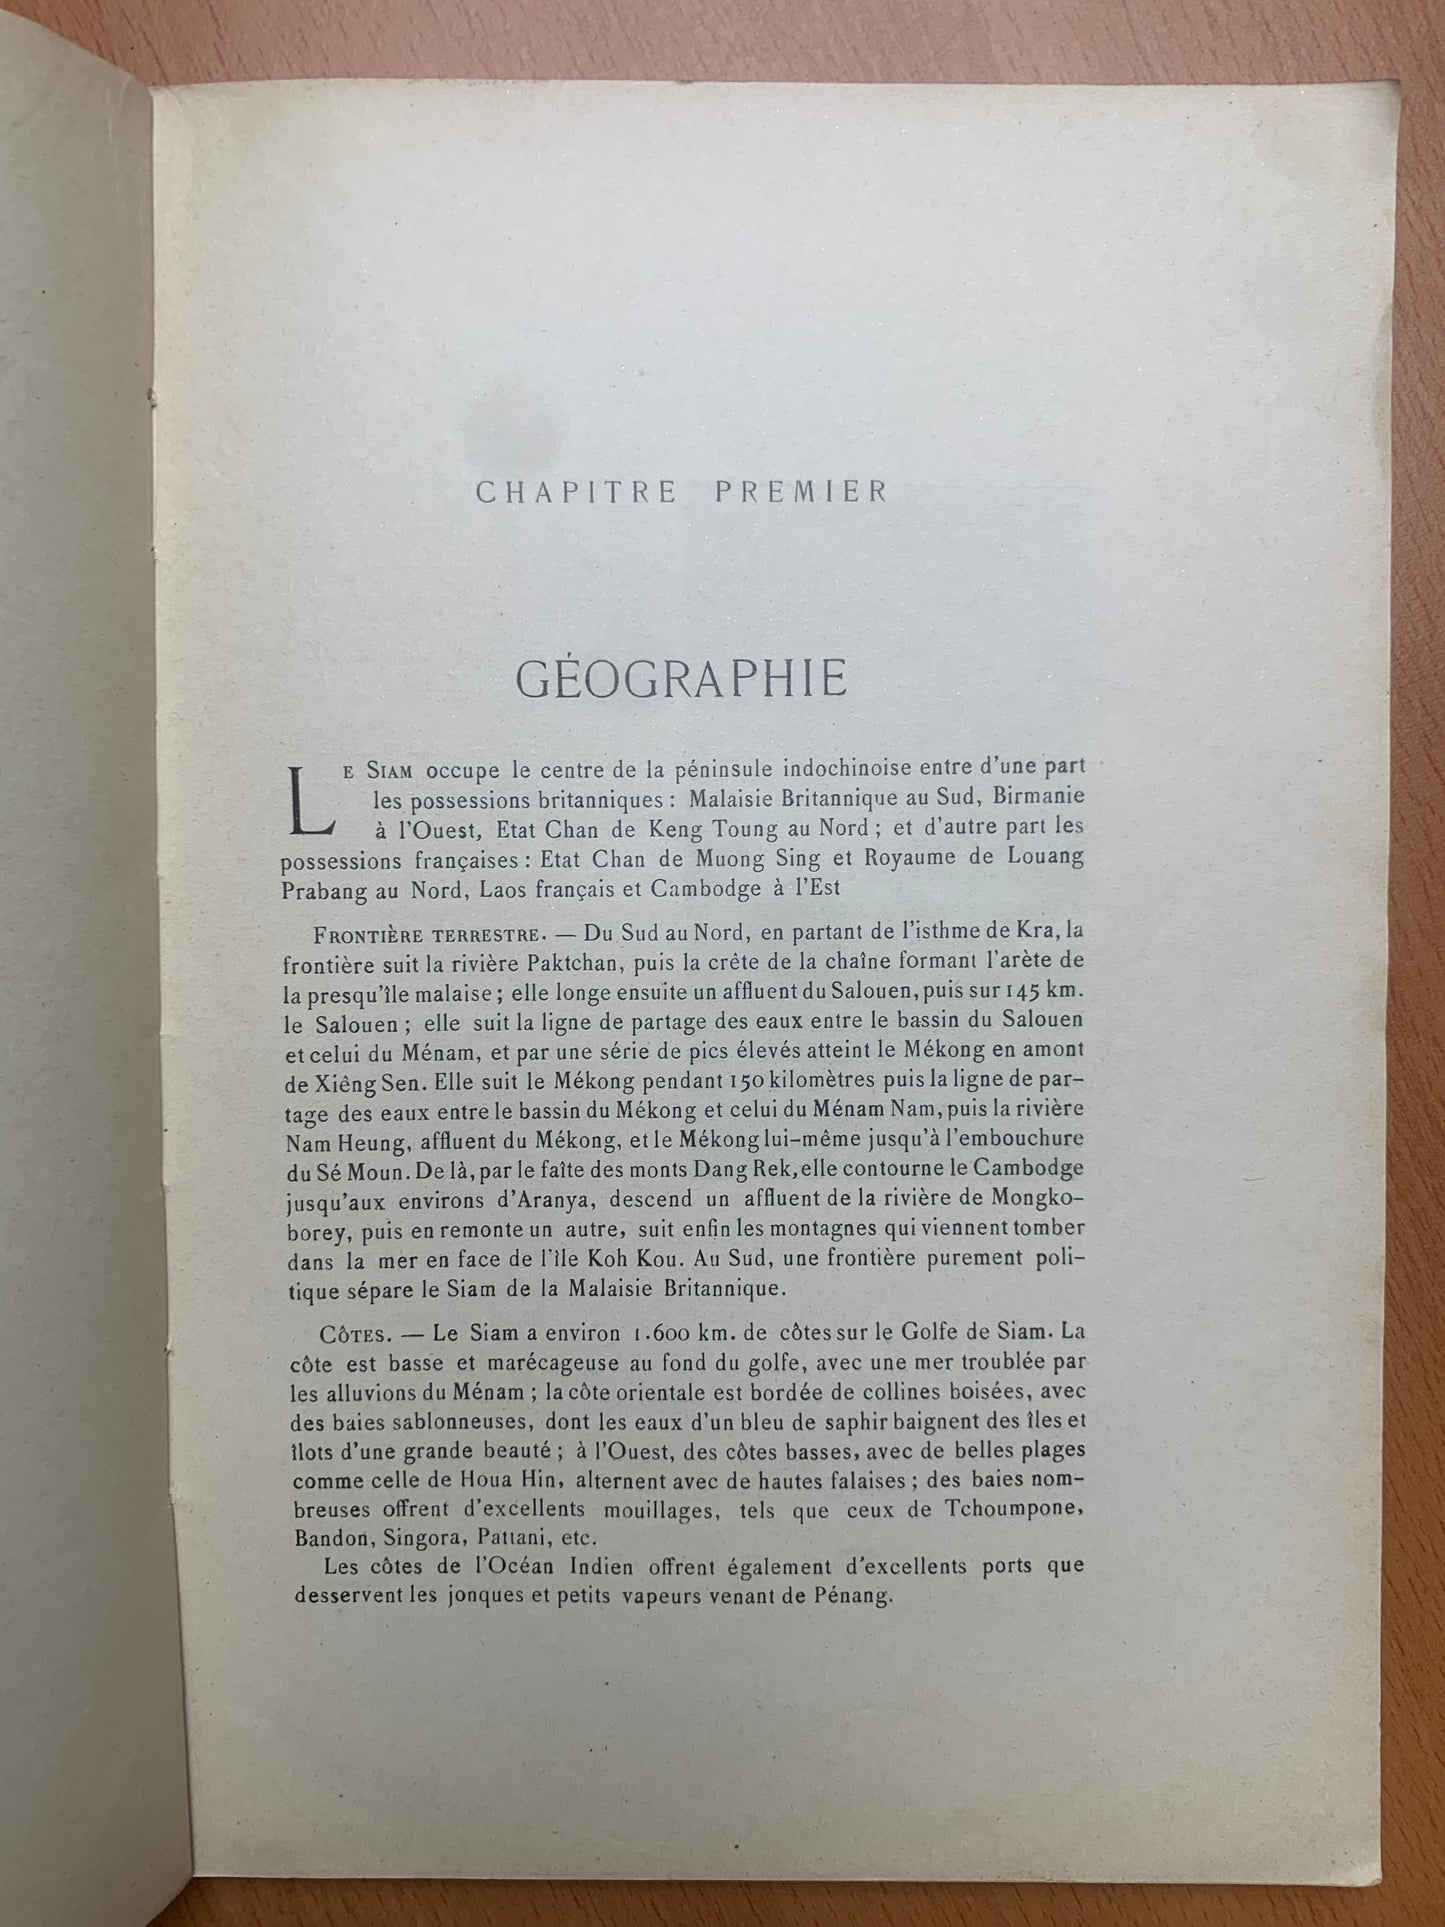 CHAPITRE PREMIER
GÉOGRAPHIE
LE SIAM occupe le centre de la péninsule indochinoise entre d'une part
les possessions britanniques : Malaisie Britannique au Sud, Birmanie
à l'Ouest, Etat Chan de Keng Toung au Nord ; et d'autre part les
possessions françaises : Etat Chan de Muong Sing et Royaume de Louang
Prabang au Nord, Laos français et Cambodge à l'Est
FRONTIÈRE TERRESTRE. — Du Sud au Nord, en partant de l'isthme de Kra, la
frontière suit la rivière Paktchan, puis la crête de la chaîne formant l'arète de
la presqu'île malaise ; elle longe ensuite un affluent du Salouen, puis sur 145 km.
le Salouen ; elle suit la ligne de partage des eaux entre le bassin du Salouen
et celui du Ménam, et par une série de pics élevés atteint le Mékong en amont
de Xiêng Sen. Elle suit le Mékong pendant 150 kilomètres puis la ligne de par-
tage des eaux entre le bassin du Mékong et celui du Ménam Nam, puis la rivière
Nam Heung, affluent du Mékong, et le Mékong lui-même jusqu'à l'embouchure
du Sé Moun. De là, par le faîte des monts Dang Rek, elle contourne le Cambodge
jusqu'aux environs d'Aranya, descend un affluent de la rivière de Mongko-
borey, puis en remonte un autre, suit enfin les montagnes qui viennent tomber
dans la mer en face de l'île Koh Kou. Au Sud, une frontière purement poli-
tique sépare le Siam de la Malaisie Britannique.
CÔTES. — Le Siam a environ 1.600 km. de côtes sur le Golfe de Siam. La
côte est basse et marécageuse au fond du golfe, avec une mer troublée par
les alluvions du Ménam ; la côte orientale est bordée de collines boisées, avec
des baies sablonneuses, dont les eaux d'un bleu de saphir baignent des îles et
îlots d'une grande beauté ; à l'Ouest, des côtes basses, avec de belles plages
comme celle de Houa Hin, alternent avec de hautes falaises ; des baies nom-
breuses offrent d'excellents mouillages, tels que ceux de Tchoumpone,
Bandon, Singora, Pattani, etc.
Les côtes de l'Océan Indien offrent également d'excellents ports que
desservent les jonques et petits vapeurs venant de Pénang.